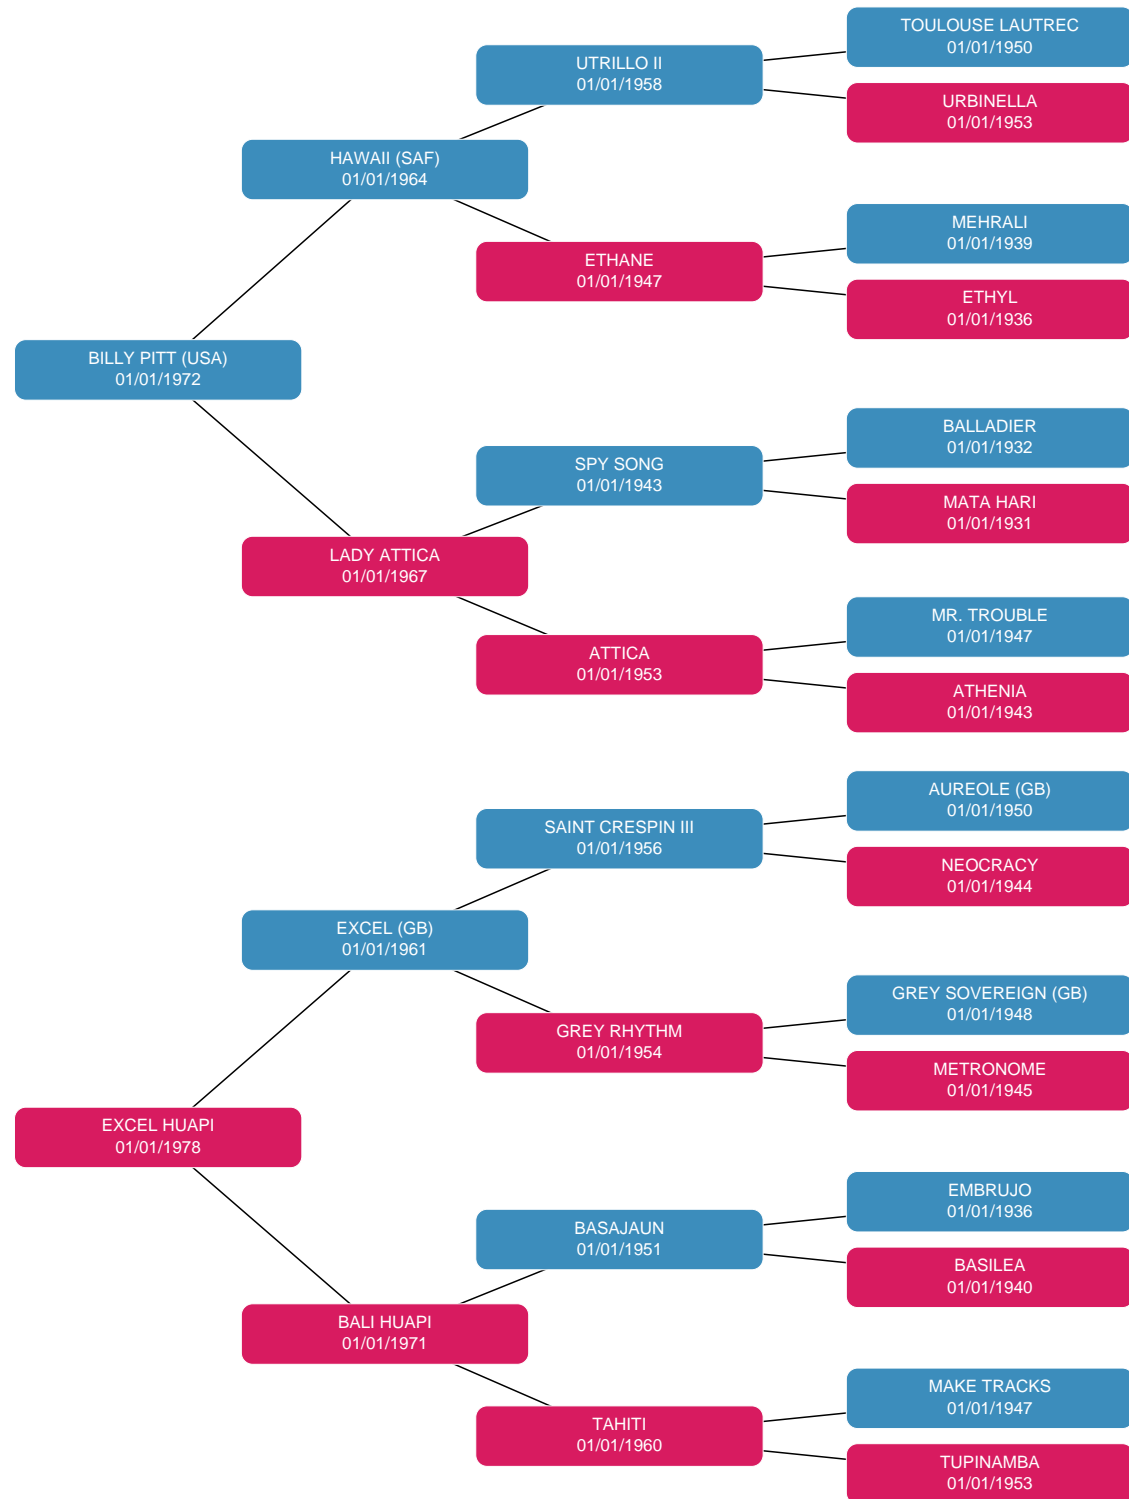 TOULOUSE LAUTREC
01/01/1950
UTRILLO II
01/01/1958
URBINELLA
01/01/1953
HAWAII (SAF)
01/01/1964
MEHRALI
01/01/1939
ETHANE
01/01/1947
ETHYL
01/01/1936
BILLY PITT (USA)
01/01/1972
BALLADIER
01/01/1932
SPY SONG
01/01/1943
MATA HARI
01/01/1931
LADY ATTICA
01/01/1967
MR. TROUBLE
01/01/1947
ATTICA
01/01/1953
ATHENIA
01/01/1943
AUREOLE (GB)
01/01/1950
SAINT CRESPIN III
01/01/1956
NEOCRACY
01/01/1944
EXCEL (GB)
01/01/1961
GREY SOVEREIGN (GB)
01/01/1948
GREY RHYTHM
01/01/1954
METRONOME
01/01/1945
EXCEL HUAPI
01/01/1978
EMBRUJO
01/01/1936
BASAJAUN
01/01/1951
BASILEA
01/01/1940
BALI HUAPI
01/01/1971
MAKE TRACKS
01/01/1947
TAHITI
01/01/1960
TUPINAMBA
01/01/1953